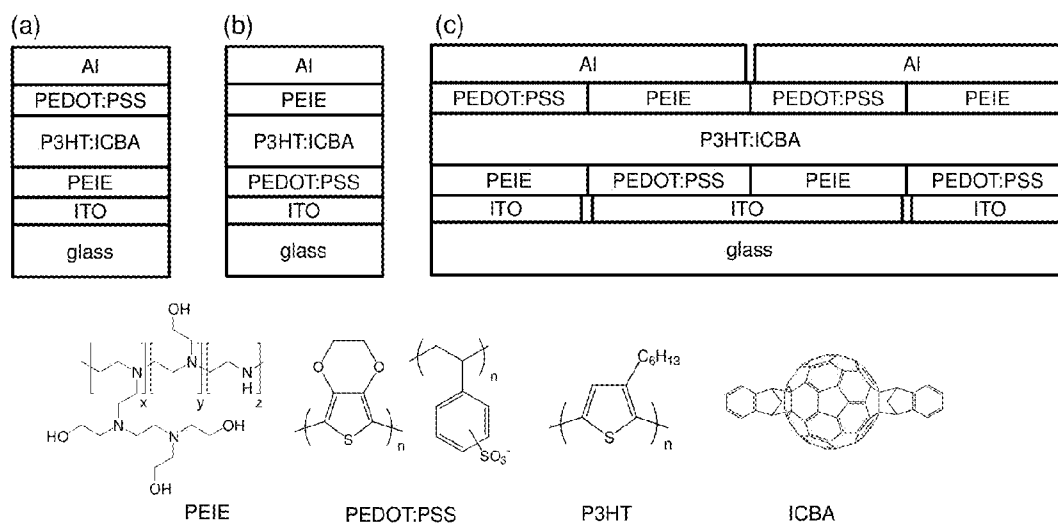 (a) (b) (c)
Al Al Al Al
PEDOT:PSS PEIE PEDOT:PSS PEIE PEDOT:PSS PEIE
P3HT:ICBA P3HT:ICBA P3HT:ICBA
PEIE PEDOT:PSS PEIE PEDOT:PSS PEIE PEDOT:PSS
ITO ITO ITO ITO ITO
glass glass glass
OH
N
x
N
y
N
H
z
N
N
HO
OH
OH
O O
S
n
n
SO3-
C6H13
S
n
PEIE PEDOT:PSS P3HT ICBA